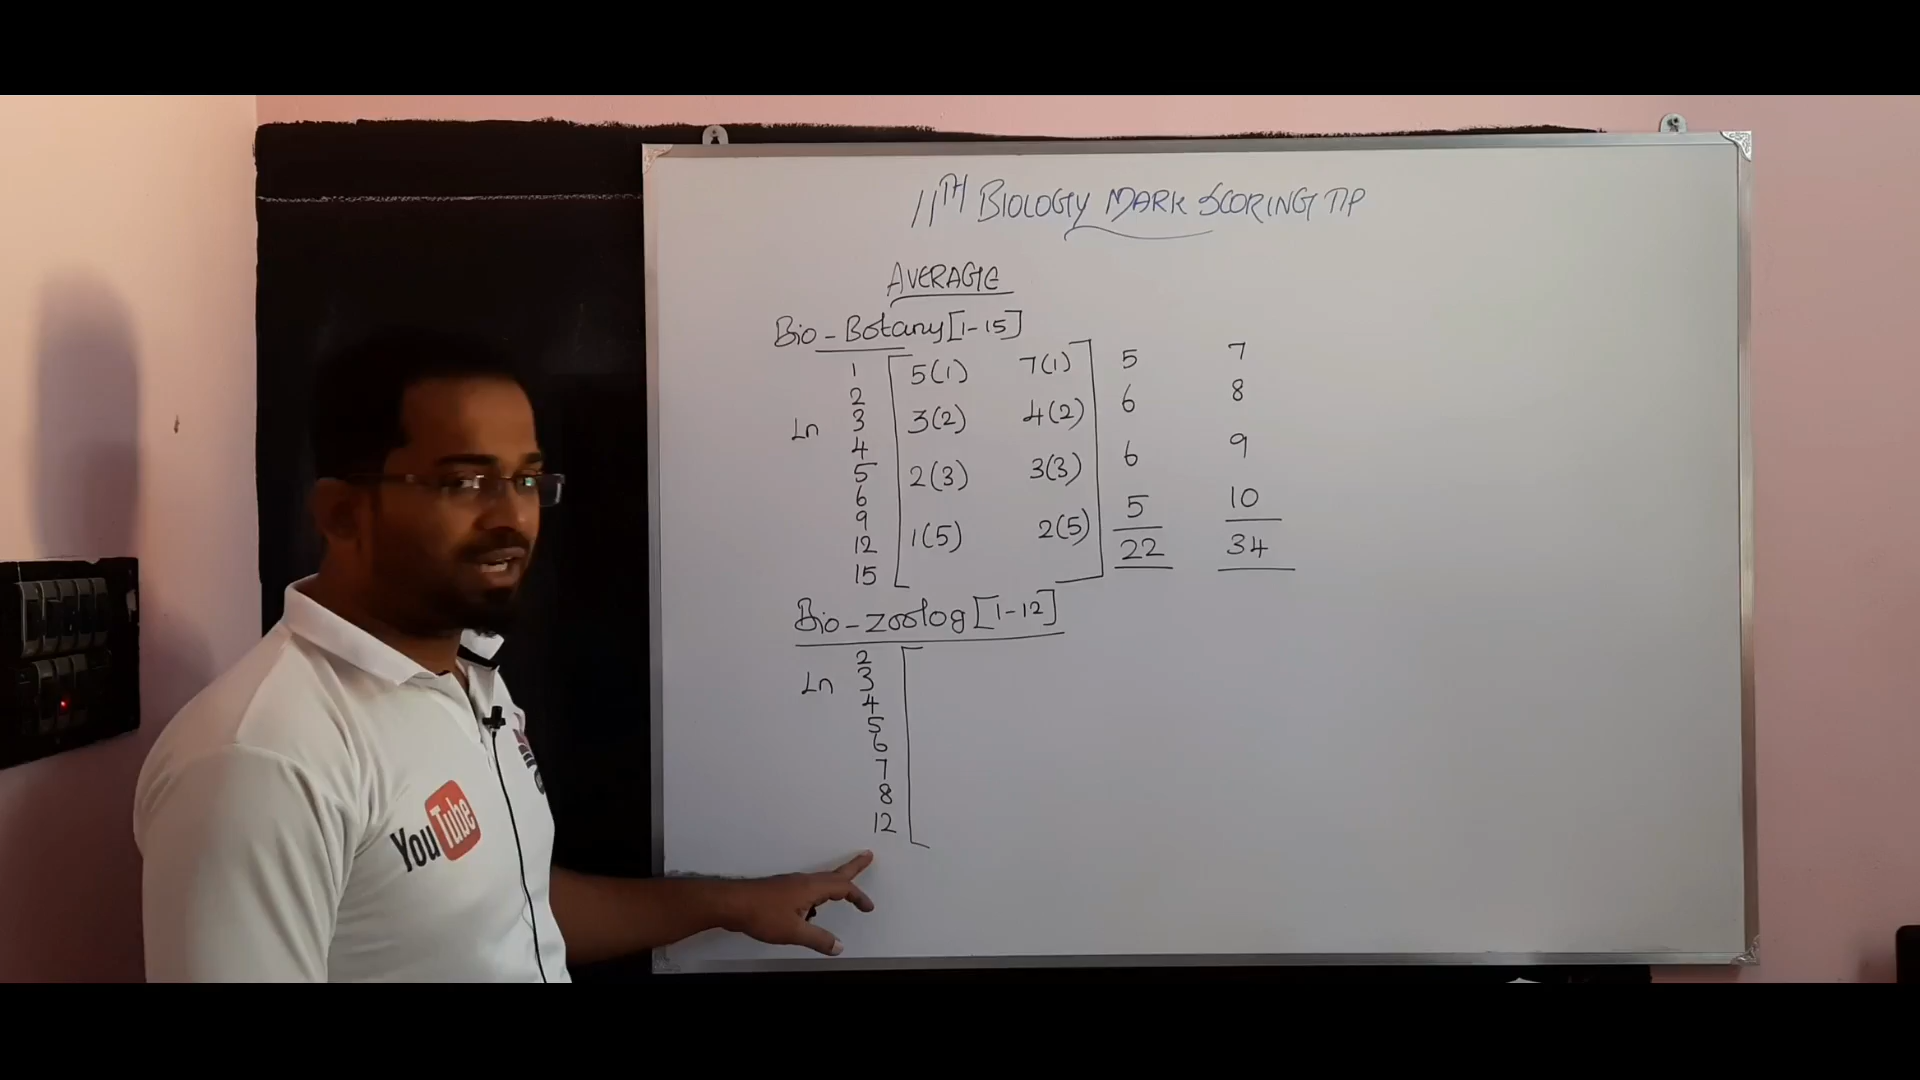 11TH BIOLOGY MARK SCORING TIP
AVERAGE
Bio - Botany [1-15]
1 5(1) 7(1) 5 7
2
3 3(2) 4(2) 6 8
Ln
4
5 2(3) 3(3) 6 9
6
9 5 10
12 1(5) 2(5) 22 34
15
Bio - zoolog [1-12]
2
Ln 3
4
5
6
7
8
12
YouTube